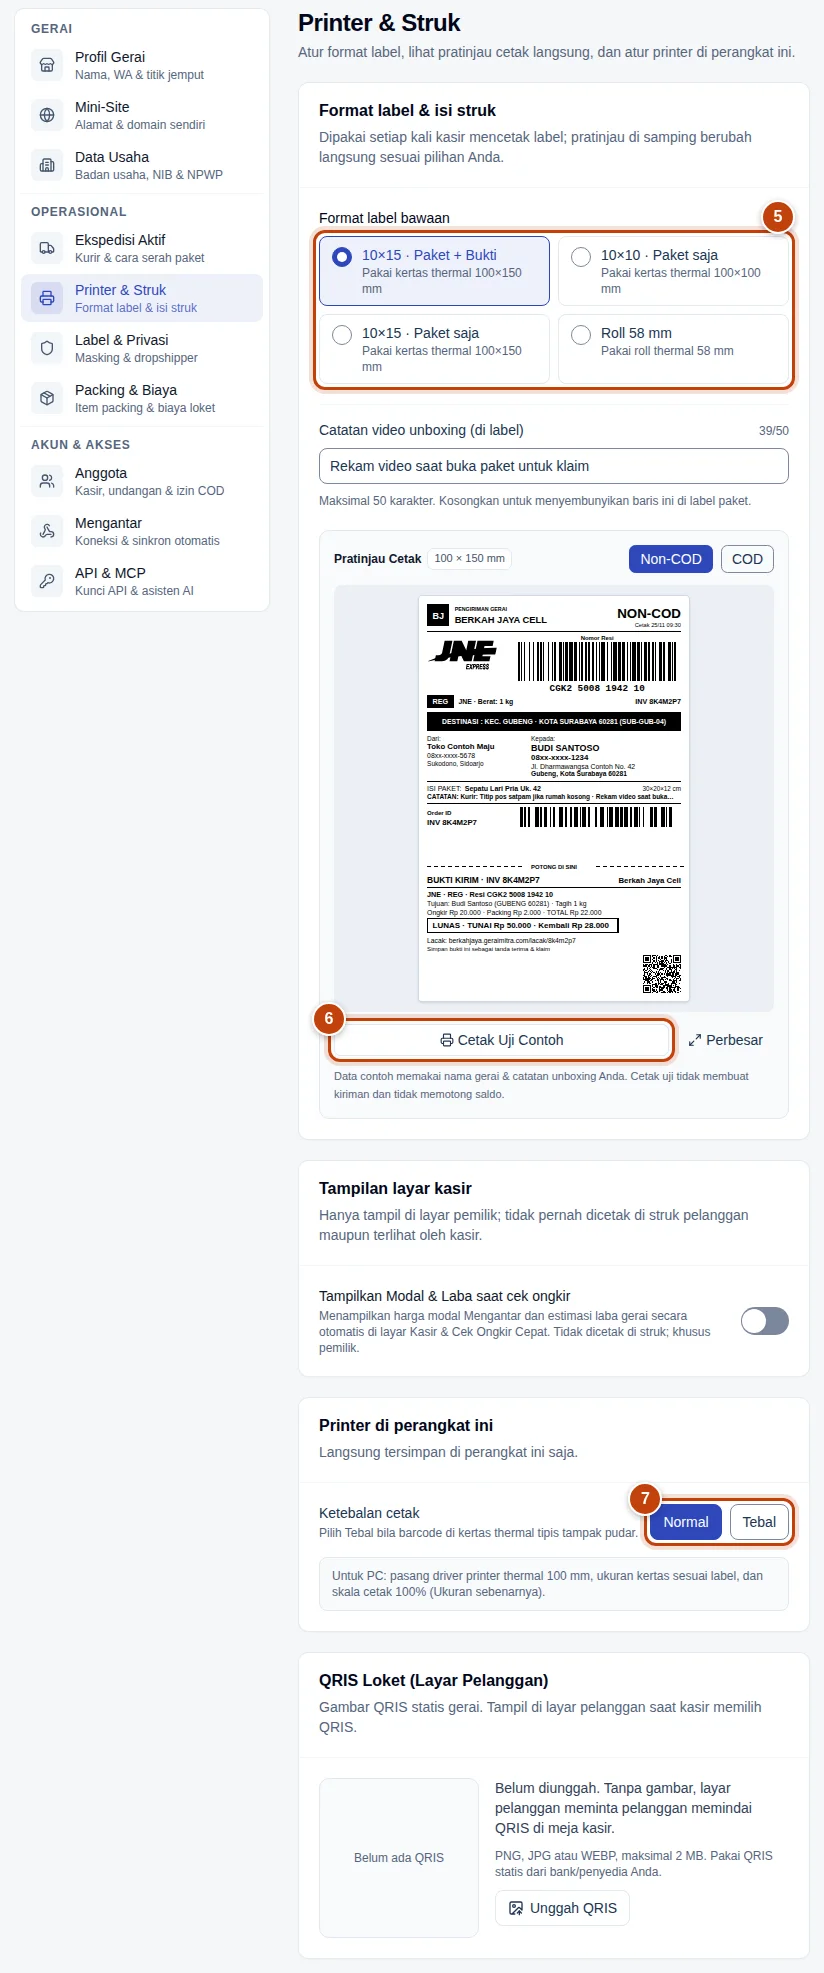 GERAI
Profil Gerai
Nama, WA & titik jemput
Mini-Site
Alamat & domain sendiri
Data Usaha
Badan usaha, NIB & NPWP
OPERASIONAL
Ekspedisi Aktif
Kurir & cara serah paket
Printer & Struk
Format label & isi struk
Label & Privasi
Masking & dropshipper
Packing & Biaya
Item packing & biaya loket
AKUN & AKSES
Anggota
Kasir, undangan & izin COD
Mengantar
Koneksi & sinkron otomatis
API & MCP
Kunci API & asisten AI
Printer & Struk
Atur format label, lihat pratinjau cetak langsung, dan atur printer di perangkat ini.
Format label & isi struk
Dipakai setiap kali kasir mencetak label; pratinjau di samping berubah
langsung sesuai pilihan Anda.
Format label bawaan
5
10×15 · Paket + Bukti
Pakai kertas thermal 100×150
mm
10×10 · Paket saja
Pakai kertas thermal 100×100
mm
10×15 · Paket saja
Pakai kertas thermal 100×150
mm
Roll 58 mm
Pakai roll thermal 58 mm
Catatan video unboxing (di label)
39/50
Rekam video saat buka paket untuk klaim
Maksimal 50 karakter. Kosongkan untuk menyembunyikan baris ini di label paket.
Pratinjau Cetak
100 × 150 mm
Non-COD
COD
BJ
PENGIRIMAN GERAI
BERKAH JAYA CELL
NON-COD
Cetak 25/11 09.30
JNE
EXPRESS
Nomor Resi
CGK2 5008 1942 10
REG
JNE · Berat: 1 kg
INV 8K4M2P7
DESTINASI : KEC. GUBENG · KOTA SURABAYA 60281 (SUB-GUB-04)
Dari:
Toko Contoh Maju
08xx-xxxx-5678
Sukodono, Sidoarjo
Kepada:
BUDI SANTOSO
08xx-xxxx-1234
Jl. Dharmawangsa Contoh No. 42
Gubeng, Kota Surabaya 60281
ISI PAKET: Sepatu Lari Pria Uk. 42
30×20×12 cm
CATATAN: Kurir: Titip pos satpam jika rumah kosong · Rekam video saat buka…
Order ID
INV 8K4M2P7
POTONG DI SINI
BUKTI KIRIM · INV 8K4M2P7
Berkah Jaya Cell
JNE · REG · Resi CGK2 5008 1942 10
Tujuan: Budi Santoso (GUBENG 60281) · Tagih 1 kg
Ongkir Rp 20.000 · Packing Rp 2.000 · TOTAL Rp 22.000
LUNAS · TUNAI Rp 50.000 · Kembali Rp 28.000
Lacak: berkahjaya.geraimitra.com/lacak/8k4m2p7
Simpan bukti ini sebagai tanda terima & klaim
6
Cetak Uji Contoh
Perbesar
Data contoh memakai nama gerai & catatan unboxing Anda. Cetak uji tidak membuat
kiriman dan tidak memotong saldo.
Tampilan layar kasir
Hanya tampil di layar pemilik; tidak pernah dicetak di struk pelanggan
maupun terlihat oleh kasir.
Tampilkan Modal & Laba saat cek ongkir
Menampilkan harga modal Mengantar dan estimasi laba gerai secara
otomatis di layar Kasir & Cek Ongkir Cepat. Tidak dicetak di struk; khusus
pemilik.
Printer di perangkat ini
Langsung tersimpan di perangkat ini saja.
7
Ketebalan cetak
Pilih Tebal bila barcode di kertas thermal tipis tampak pudar.
Normal
Tebal
Untuk PC: pasang driver printer thermal 100 mm, ukuran kertas sesuai label, dan
skala cetak 100% (Ukuran sebenarnya).
QRIS Loket (Layar Pelanggan)
Gambar QRIS statis gerai. Tampil di layar pelanggan saat kasir memilih
QRIS.
Belum ada QRIS
Belum diunggah. Tanpa gambar, layar
pelanggan meminta pelanggan memindai
QRIS di meja kasir.
PNG, JPG atau WEBP, maksimal 2 MB. Pakai QRIS
statis dari bank/penyedia Anda.
Unggah QRIS